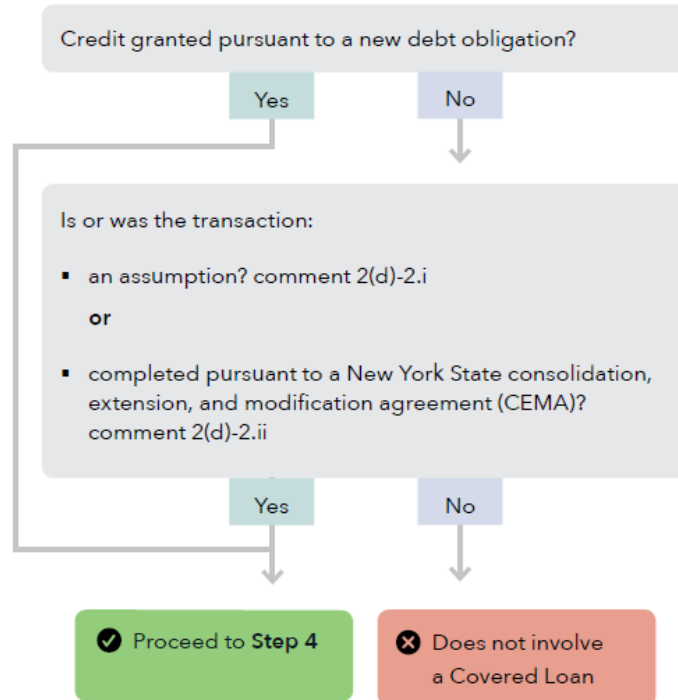 Credit granted pursuant to a new debt obligation?
Yes
No
Is or was the transaction:
▪ an assumption? comment 2(d)-2.i
or
▪ completed pursuant to a New York State consolidation,
extension, and modification agreement (CEMA)?
comment 2(d)-2.ii
Yes
No
Proceed to Step 4
Does not involve
a Covered Loan